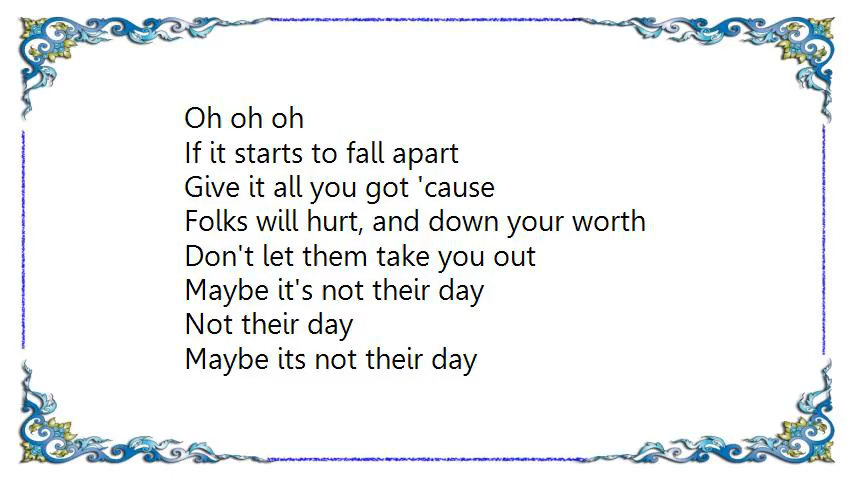 Oh oh oh
If it starts to fall apart
Give it all you got 'cause
Folks will hurt, and down your worth
Don't let them take you out
Maybe it's not their day
Not their day
Maybe its not their day